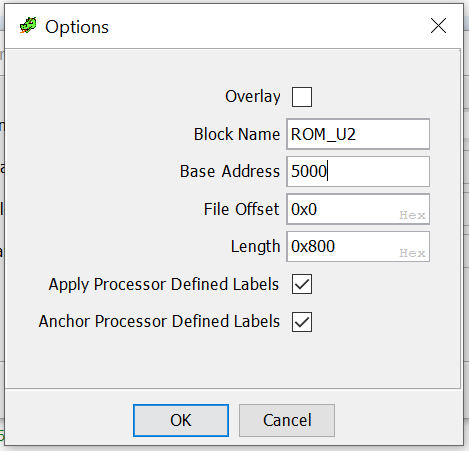 Options
Overlay
Block Name ROM_U2
Base Address 5000
File Offset 0x0 Hex
Length 0x800 Hex
Apply Processor Defined Labels
Anchor Processor Defined Labels
OK Cancel